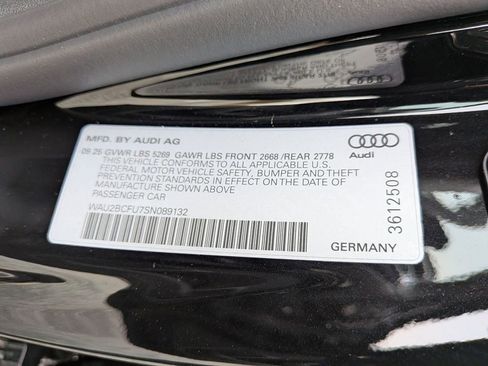 MFD. BY AUDI AG
09 25 GVWR LBS 5269 GAWR LBS FRONT 2668 /REAR 2778
THIS VEHICLE CONFORMS TO ALL APPLICABLE U.S.
FEDERAL MOTOR VEHICLE SAFETY, BUMPER AND THEFT
PREVENTION STANDARDS IN EFFECT ON THE DATE OF
MANUFACTURE SHOWN ABOVE
PASSENGER CAR
WAU2BCFU7SN089132
Audi
3612508
GERMANY